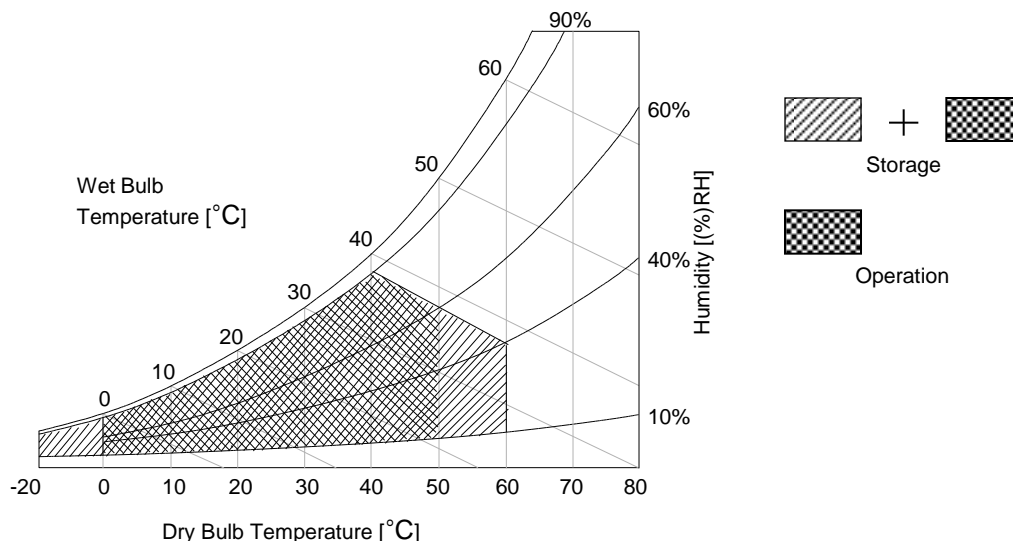 90%
60
60%
50
Wet Bulb
Temperature [°C]
40
40%
30
20
10
0
10%
Humidity [(%)RH]
-20 0 10 20 30 40 50 60 70 80
Dry Bulb Temperature [°C]
Storage
Operation